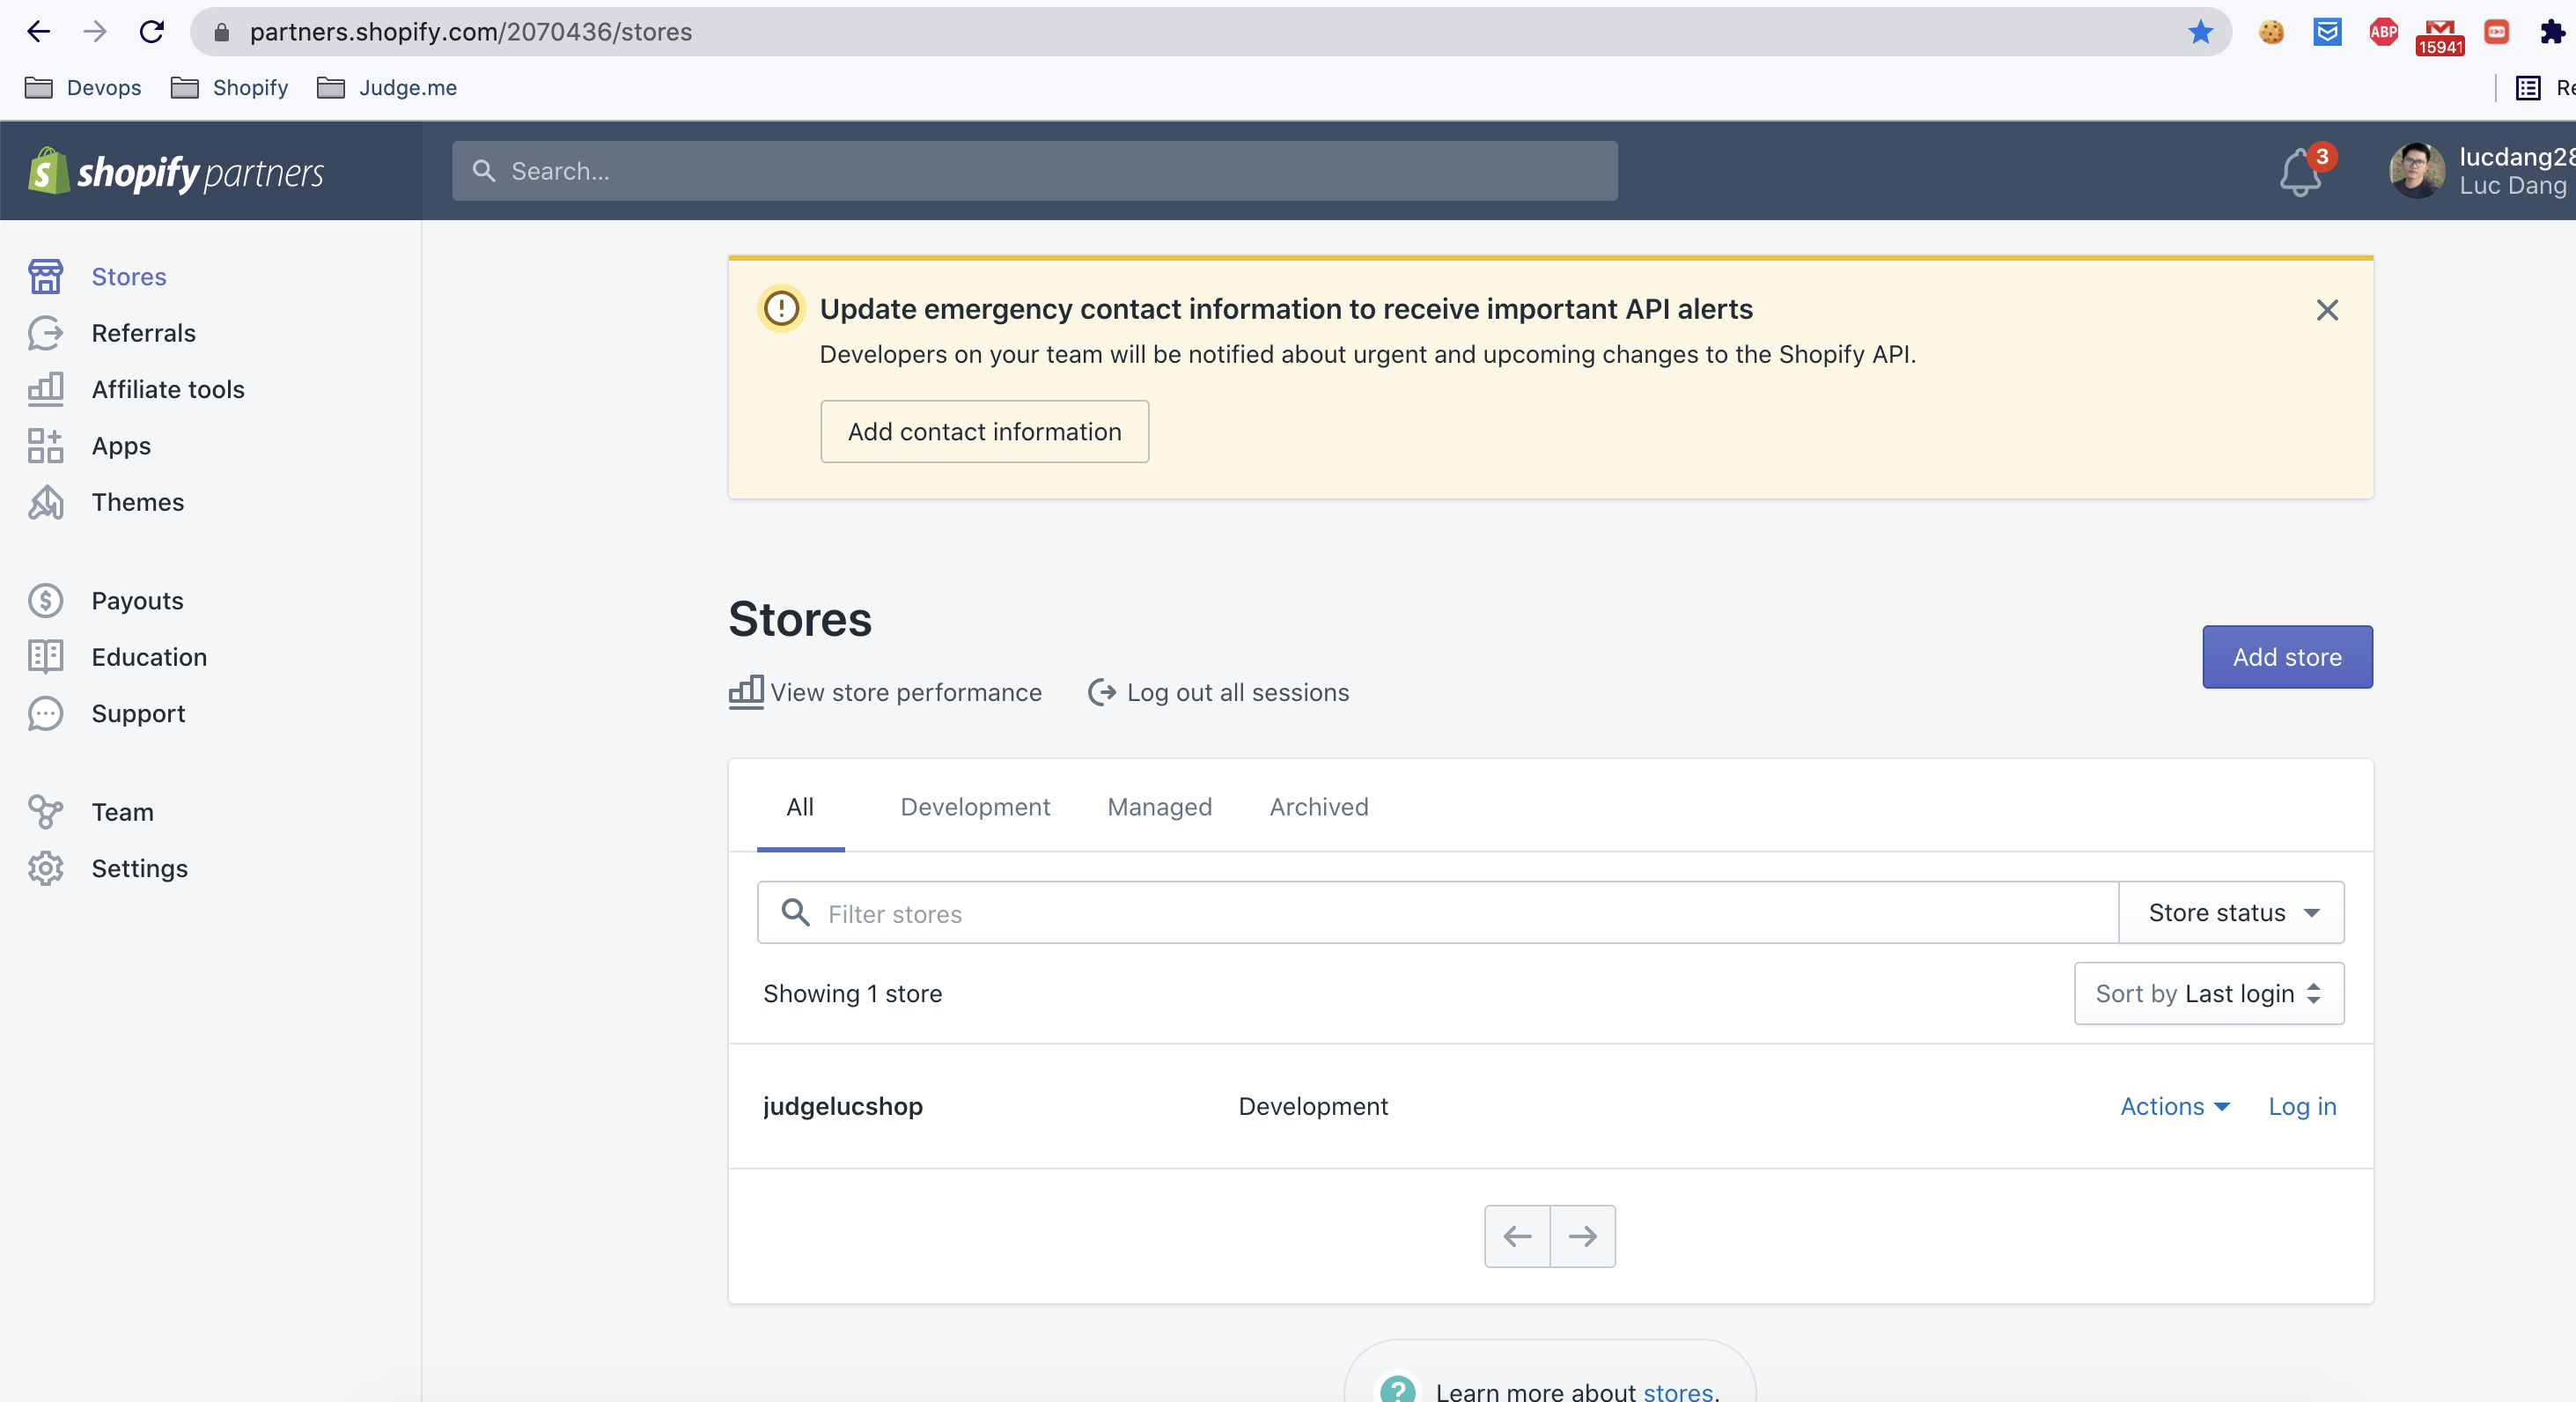 partners.shopify.com/2070436/stores
ABP
15941
Devops
Shopify
Judge.me
shopify partners
Search...
3
Luc Dang
Stores
Referrals
Affiliate tools
Apps
Themes
Payouts
Education
Support
Team
Settings
Update emergency contact information to receive important API alerts
Developers on your team will be notified about urgent and upcoming changes to the Shopify API.
Add contact information
Stores
Add store
View store performance
Log out all sessions
All
Development
Managed
Archived
Filter stores
Store status
Showing 1 store
Sort by Last login
judgelucshop
Development
Actions
Log in
Learn more about stores.